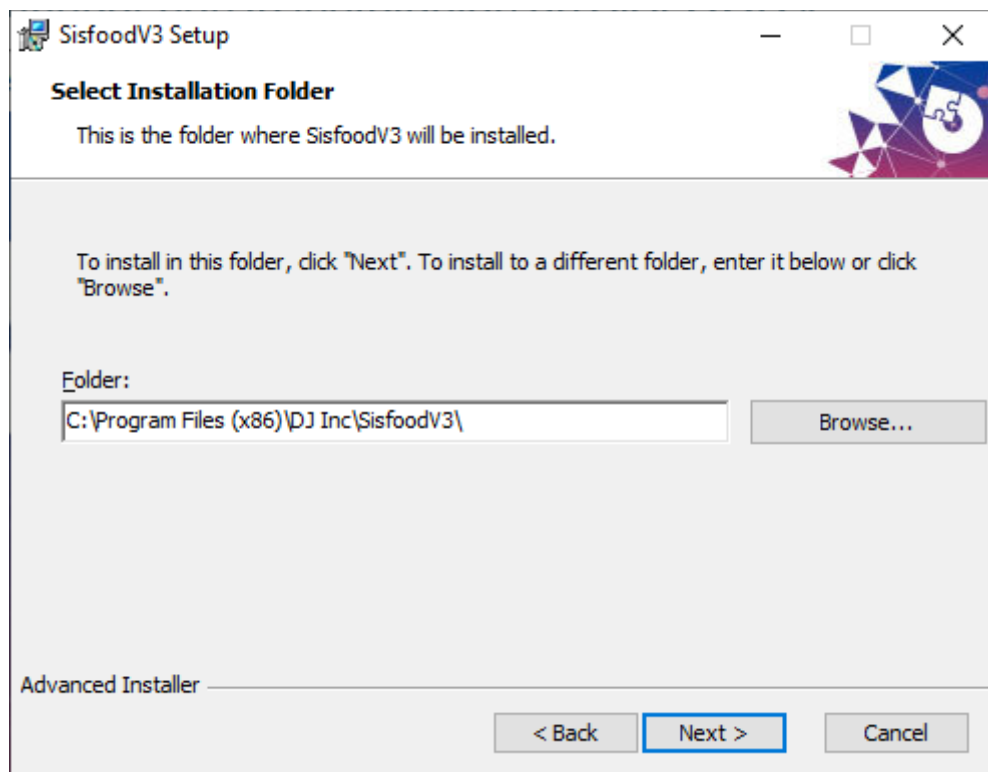 SisfoodV3 Setup
Select Installation Folder
This is the folder where SisfoodV3 will be installed.
To install in this folder, click "Next". To install to a different folder, enter it below or click
"Browse".
Folder:
C:\Program Files (x86)\DJ Inc\SisfoodV3\
Browse...
Advanced Installer
< Back
Next >
Cancel